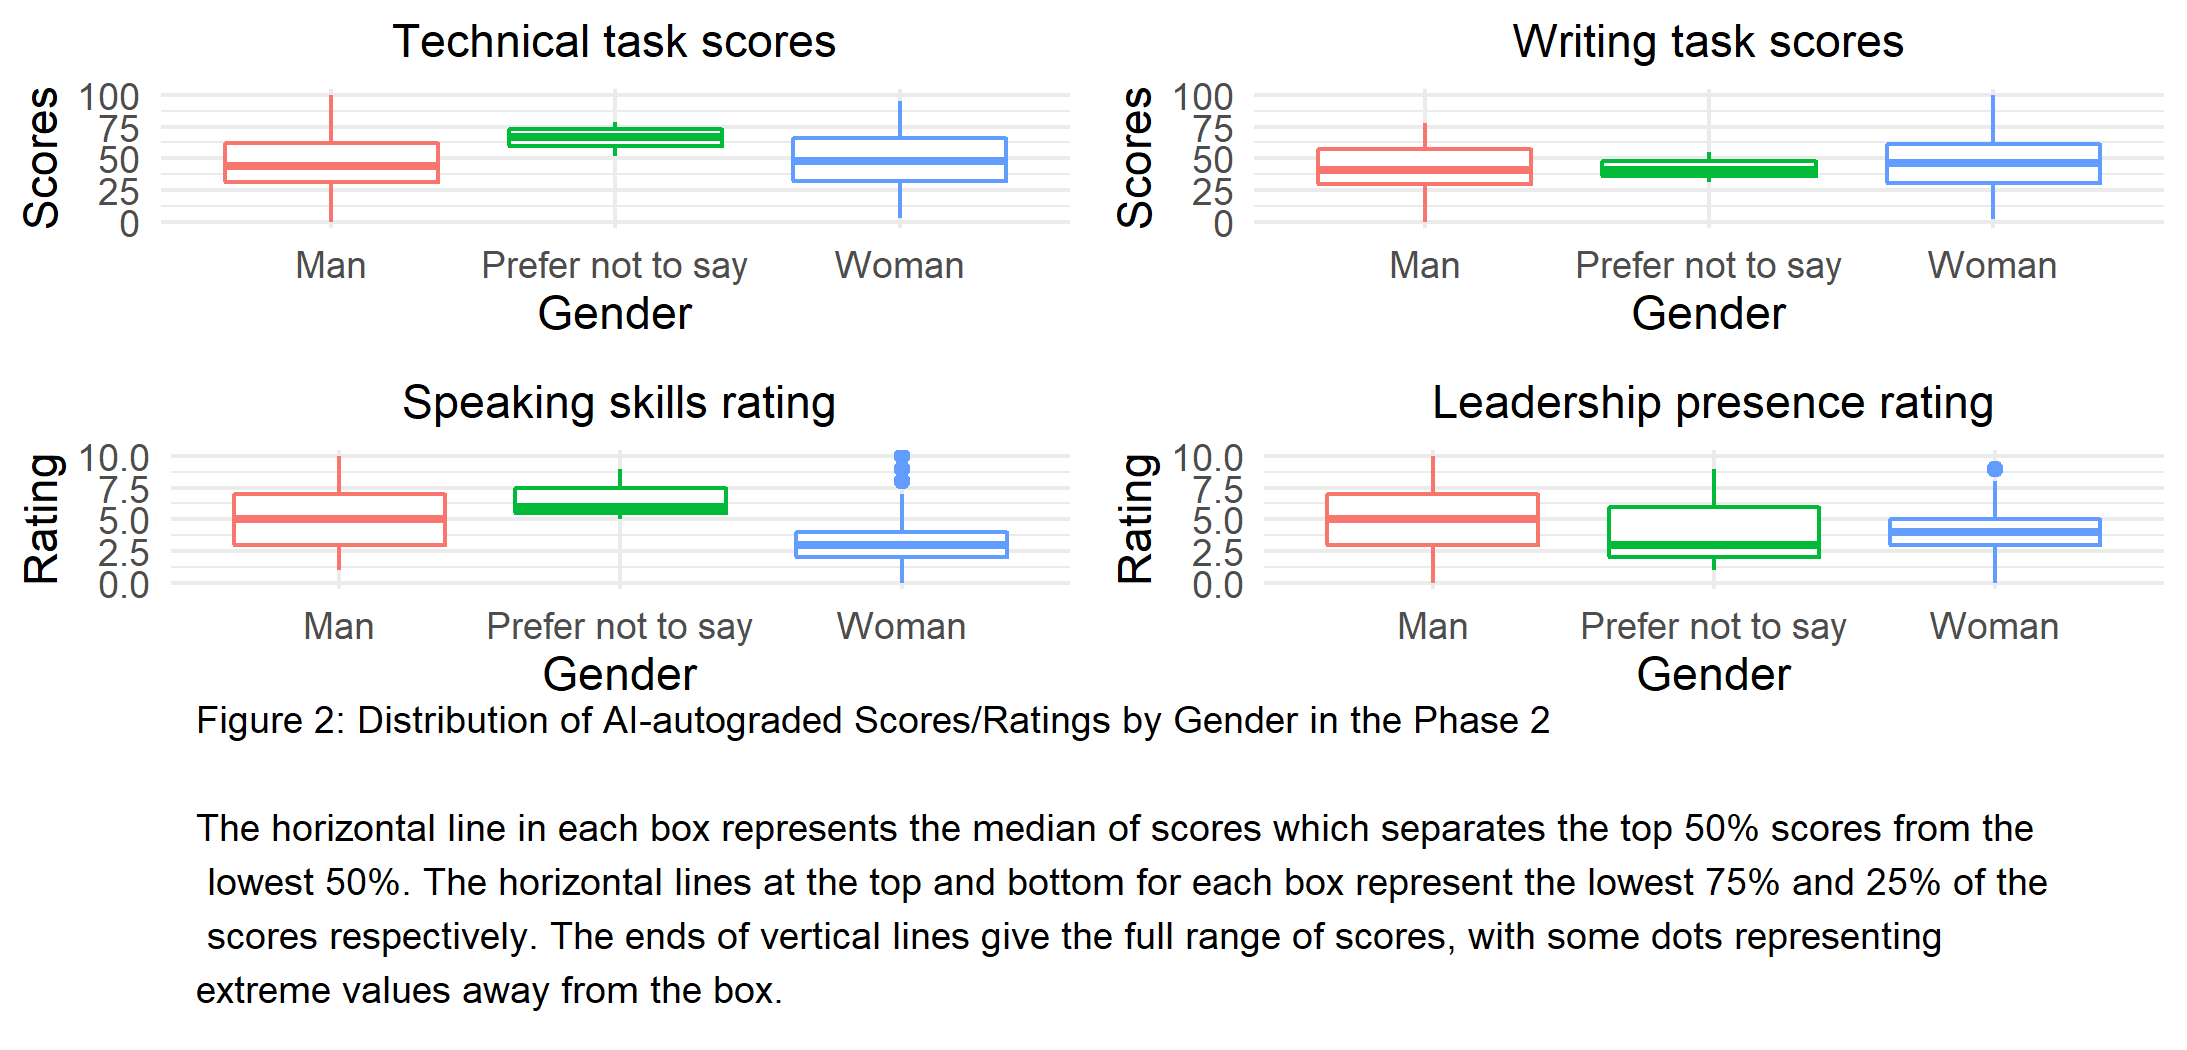 Technical task scores
Scores
100
75
50
25
0
Man Prefer not to say Woman
Gender
Writing task scores
Scores
100
75
50
25
0
Man Prefer not to say Woman
Gender
Speaking skills rating
Rating
10.0
7.5
5.0
2.5
0.0
Man Prefer not to say Woman
Gender
Leadership presence rating
Rating
10.0
7.5
5.0
2.5
0.0
Man Prefer not to say Woman
Gender
Figure 2: Distribution of AI-autograded Scores/Ratings by Gender in the Phase 2
The horizontal line in each box represents the median of scores which separates the top 50% scores from the
lowest 50%. The horizontal lines at the top and bottom for each box represent the lowest 75% and 25% of the
scores respectively. The ends of vertical lines give the full range of scores, with some dots representing
extreme values away from the box.